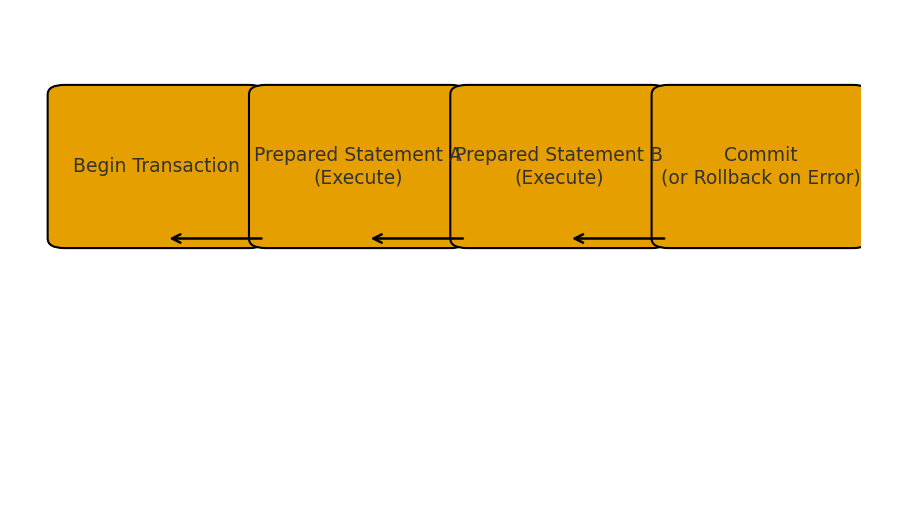 Begin Transaction
Prepared Statement A
(Execute)
Prepared Statement B
(Execute)
Commit
(or Rollback on Error)